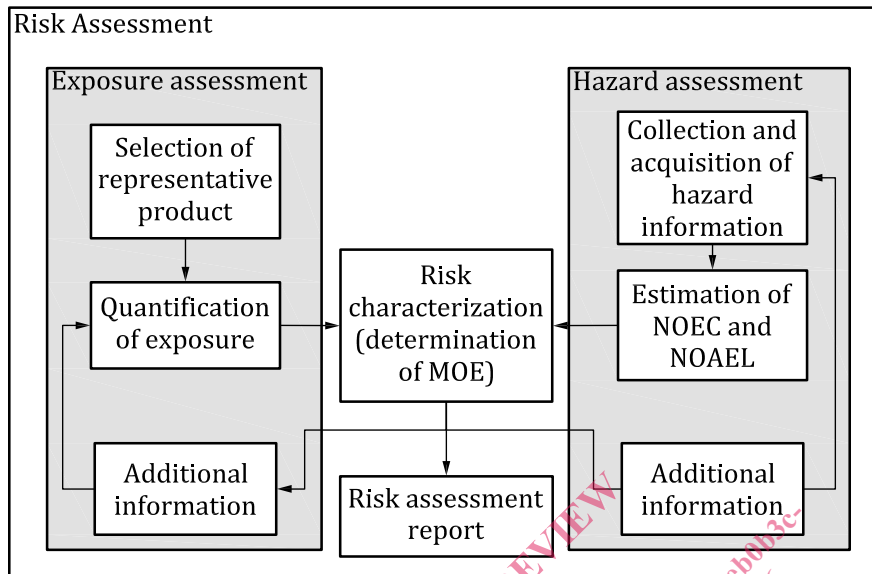 Risk Assessment
Exposure assessment
Selection of
representative
product
Quantification
of exposure
Additional
information
Risk
characterization
(determination
of MOE)
Risk assessment
report
Hazard assessment
Collection and
acquisition of
hazard
information
Estimation of
NOEC and
NOAEL
Additional
information
EVIEW